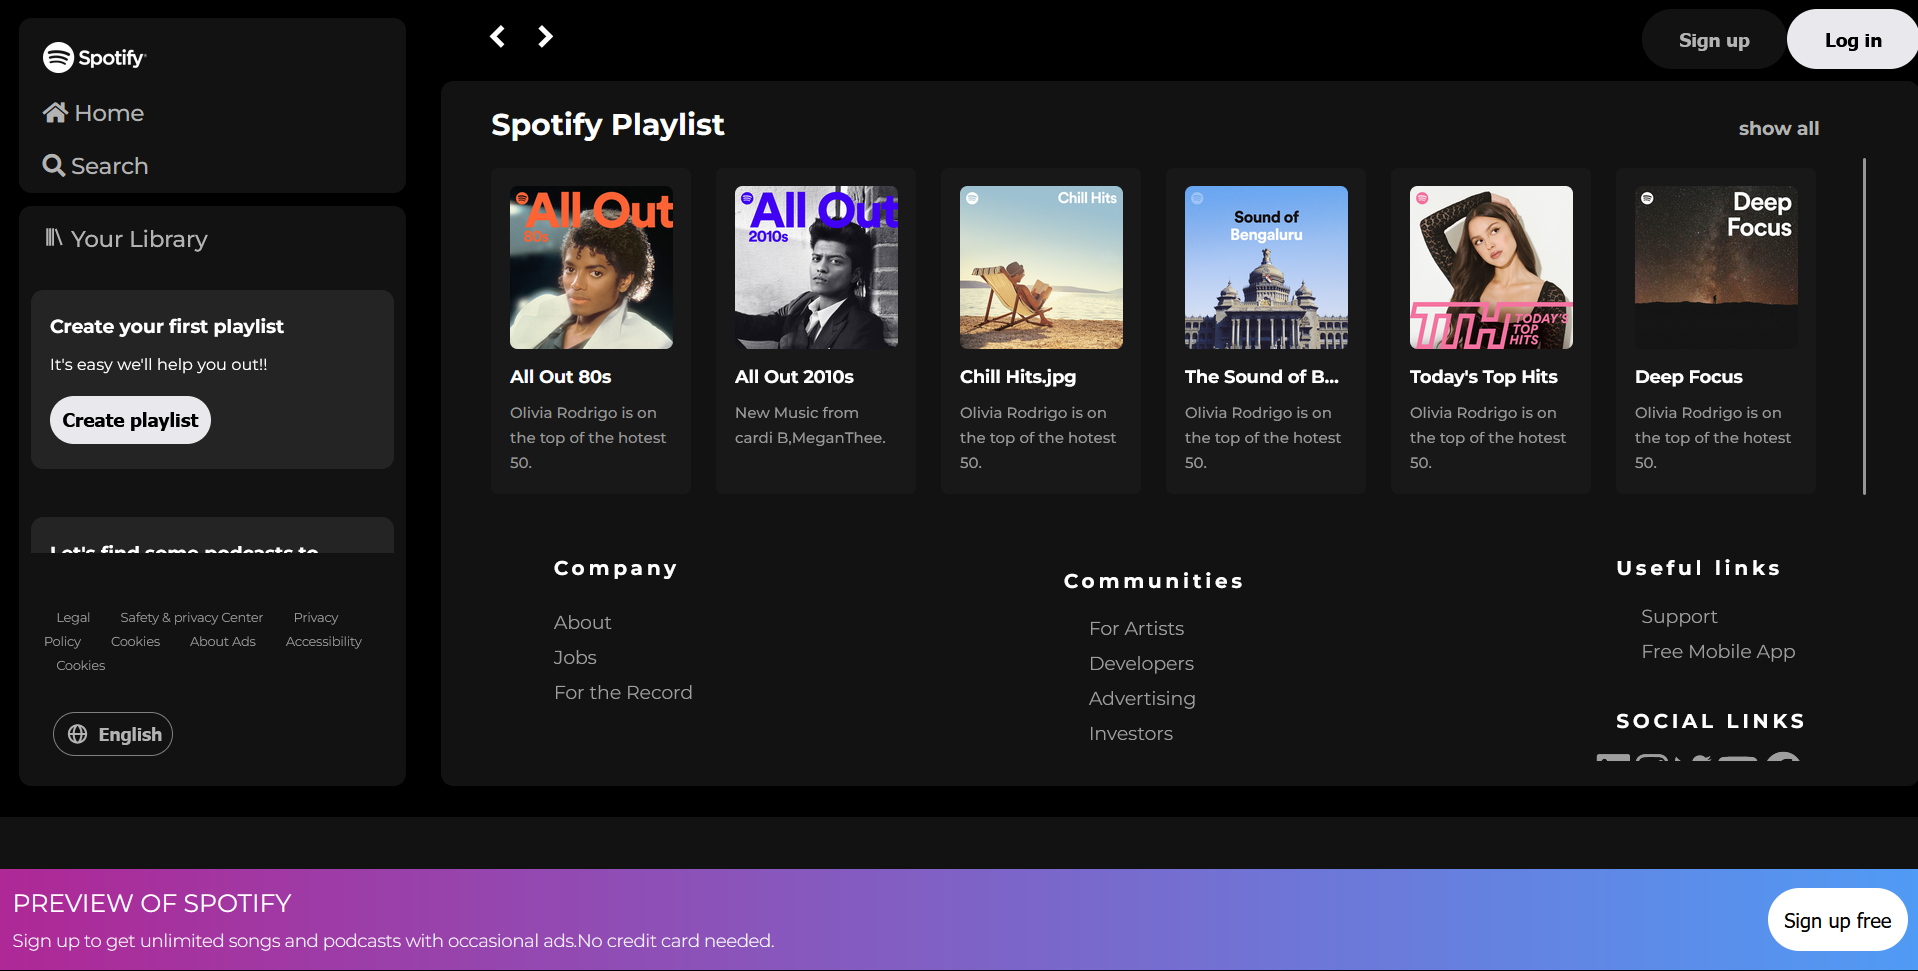 Spotify
Home
Search
Your Library
Create your first playlist
It's easy we'll help you out!!
Create playlist
Let's find some podcasts to
Legal Safety & privacy Center Privacy
Policy Cookies About Ads Accessibility
Cookies
English
Sign up
Log in
Spotify Playlist
show all
All Out
80s
All Out 80s
Olivia Rodrigo is on
the top of the hotest
50.
All Out
2010s
All Out 2010s
New Music from
cardi B,MeganThee.
Chill Hits
Chill Hits.jpg
Olivia Rodrigo is on
the top of the hotest
50.
Sound of
Bengaluru
The Sound of B...
Olivia Rodrigo is on
the top of the hotest
50.
TTH
TODAY'S
TOP
HITS
Today's Top Hits
Olivia Rodrigo is on
the top of the hotest
50.
Deep
Focus
Deep Focus
Olivia Rodrigo is on
the top of the hotest
50.
Company
About
Jobs
For the Record
Communities
For Artists
Developers
Advertising
Investors
Useful links
Support
Free Mobile App
SOCIAL LINKS
PREVIEW OF SPOTIFY
Sign up to get unlimited songs and podcasts with occasional ads.No credit card needed.
Sign up free